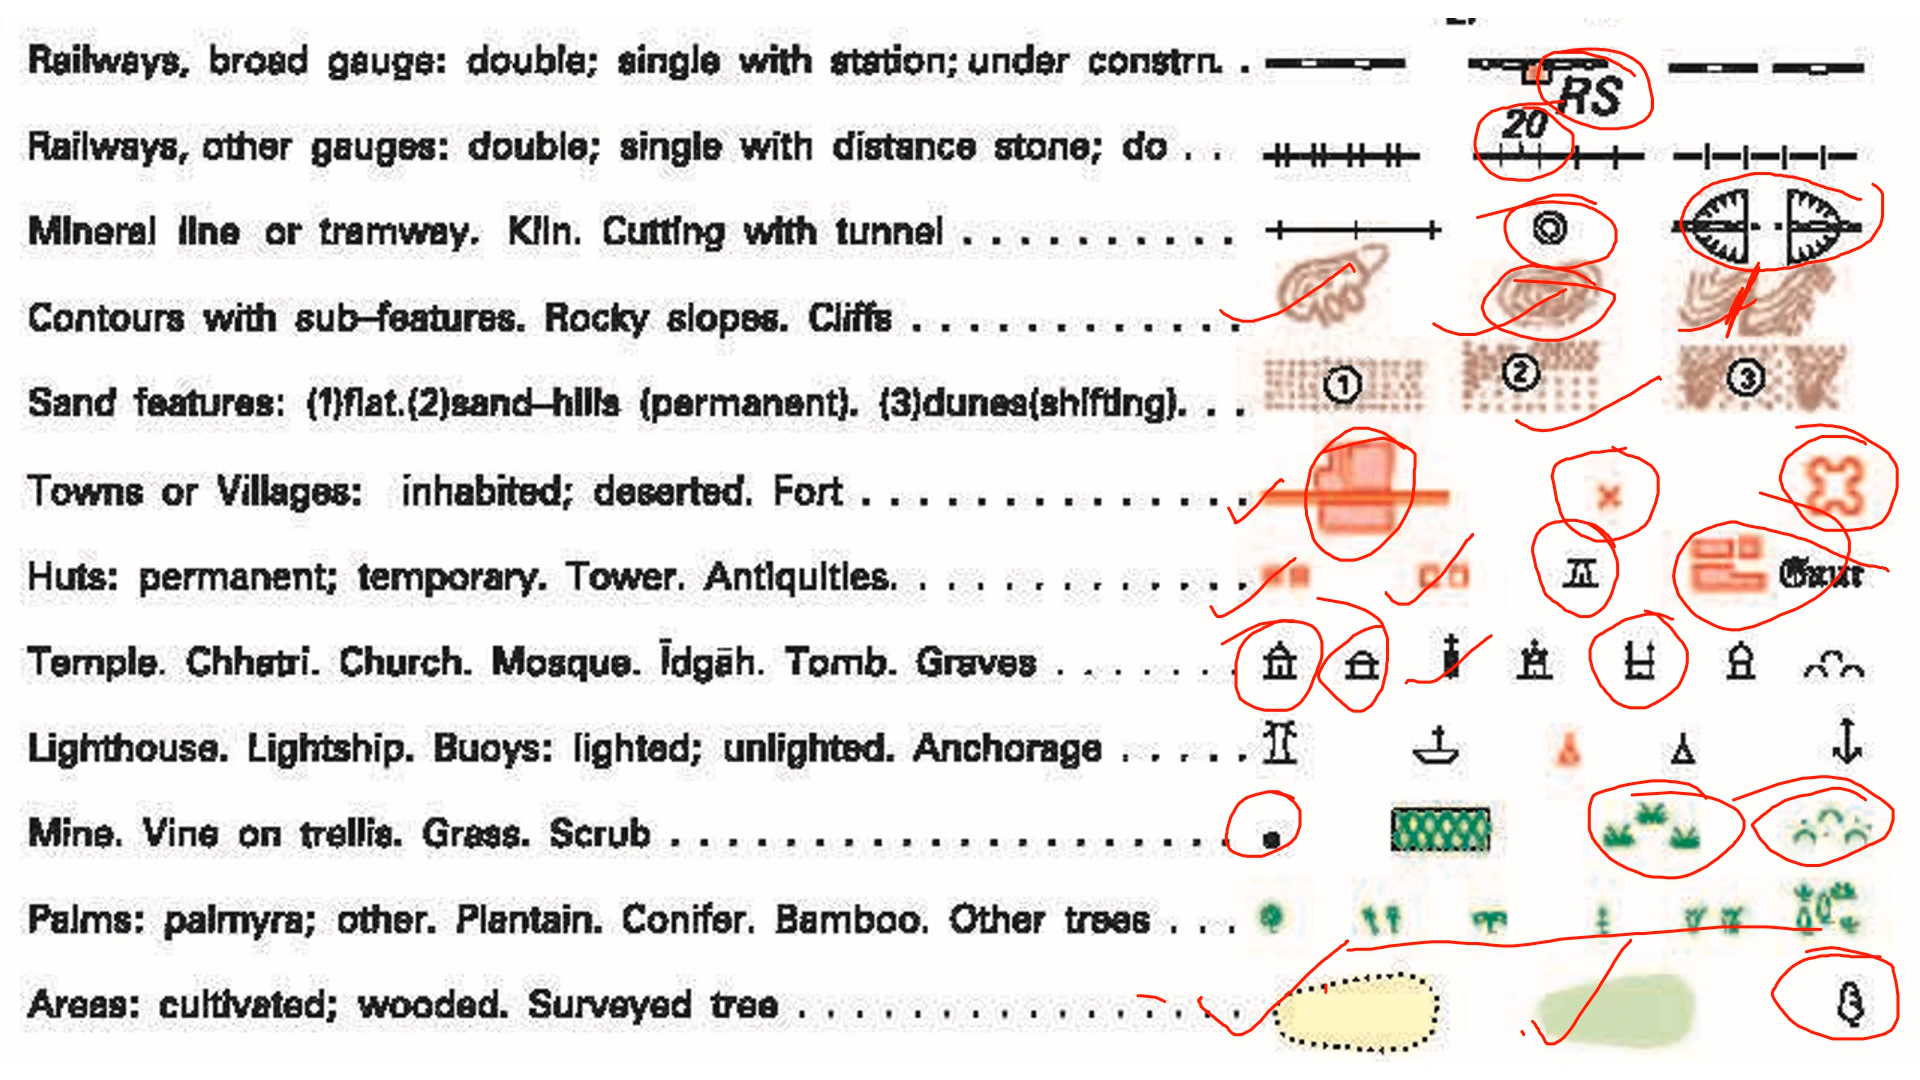 Railways, broad gauge: double; single with station; under constrn. .
RS
Railways, other gauges: double; single with distance stone; do . .
20
Mineral line or tramway. Kiln. Cutting with tunnel . . . . . . . . . .
Contours with sub-features. Rocky slopes. Cliffs . . . . . . . . . . . .
Sand features: (1)flat.(2)sand-hills (permanent). (3)dunes(shifting). . .
1 2 3
Towns or Villages: inhabited; deserted. Fort . . . . . . . . . . . . . .
Huts: permanent; temporary. Tower. Antiquities. . . . . . . . . . . . .
Gaur
Temple. Chhatri. Church. Mosque. Īdgāh. Tomb. Graves . . . . . . .
Lighthouse. Lightship. Buoys: lighted; unlighted. Anchorage . . . . .
Mine. Vine on trellis. Grass. Scrub . . . . . . . . . . . . . . . . . . . .
Palms: palmyra; other. Plantain. Conifer. Bamboo. Other trees . . .
Areas: cultivated; wooded. Surveyed tree . . . . . . . . . . . . . . . .